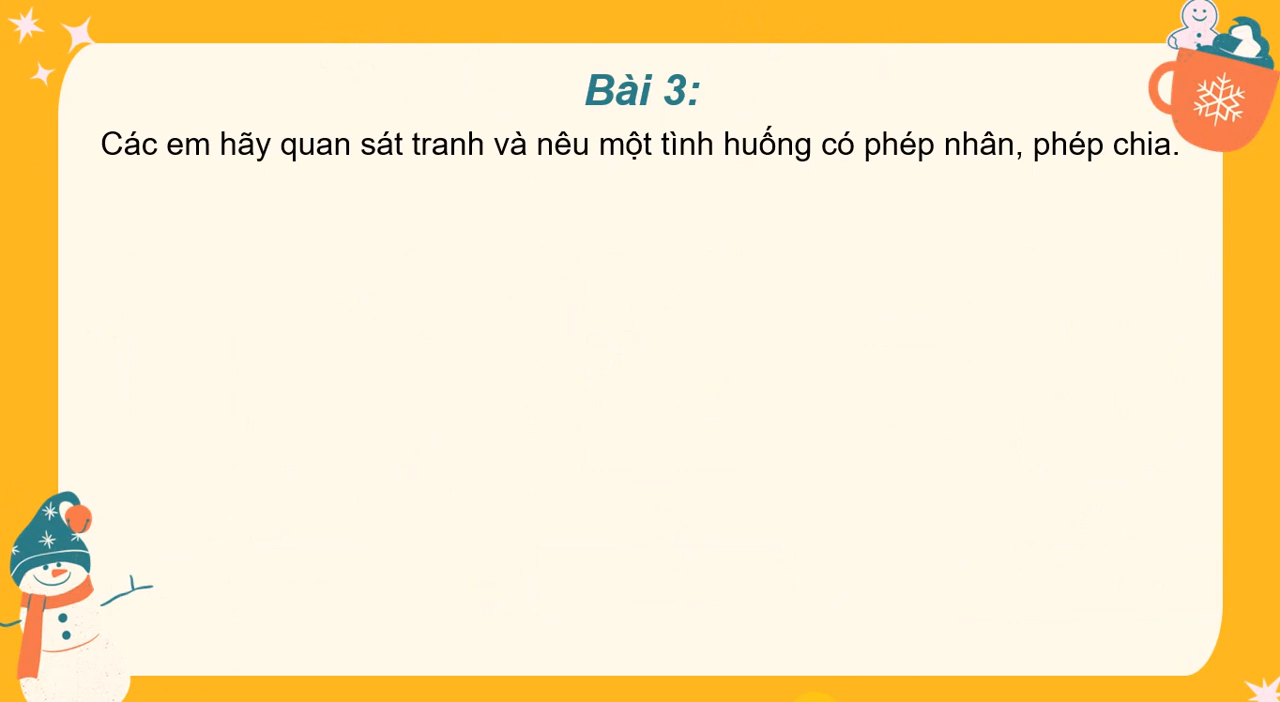 Bài 3:
Các em hãy quan sát tranh và nêu một tình huống có phép nhân, phép chia.